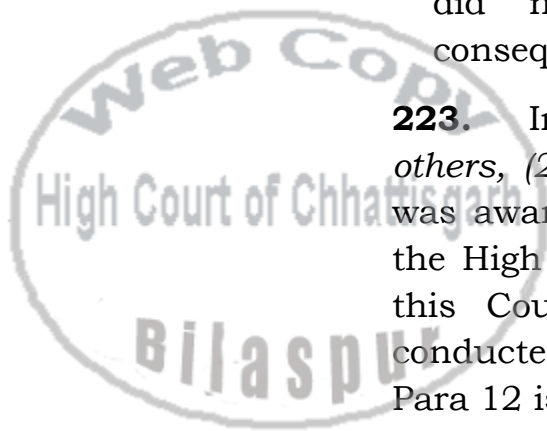 did n
conseq
223. In
others, (2
was awar
the High
this Cou
conducte
Para 12 is
Web Copy
High Court of Chhattisgarh
Bilaspur